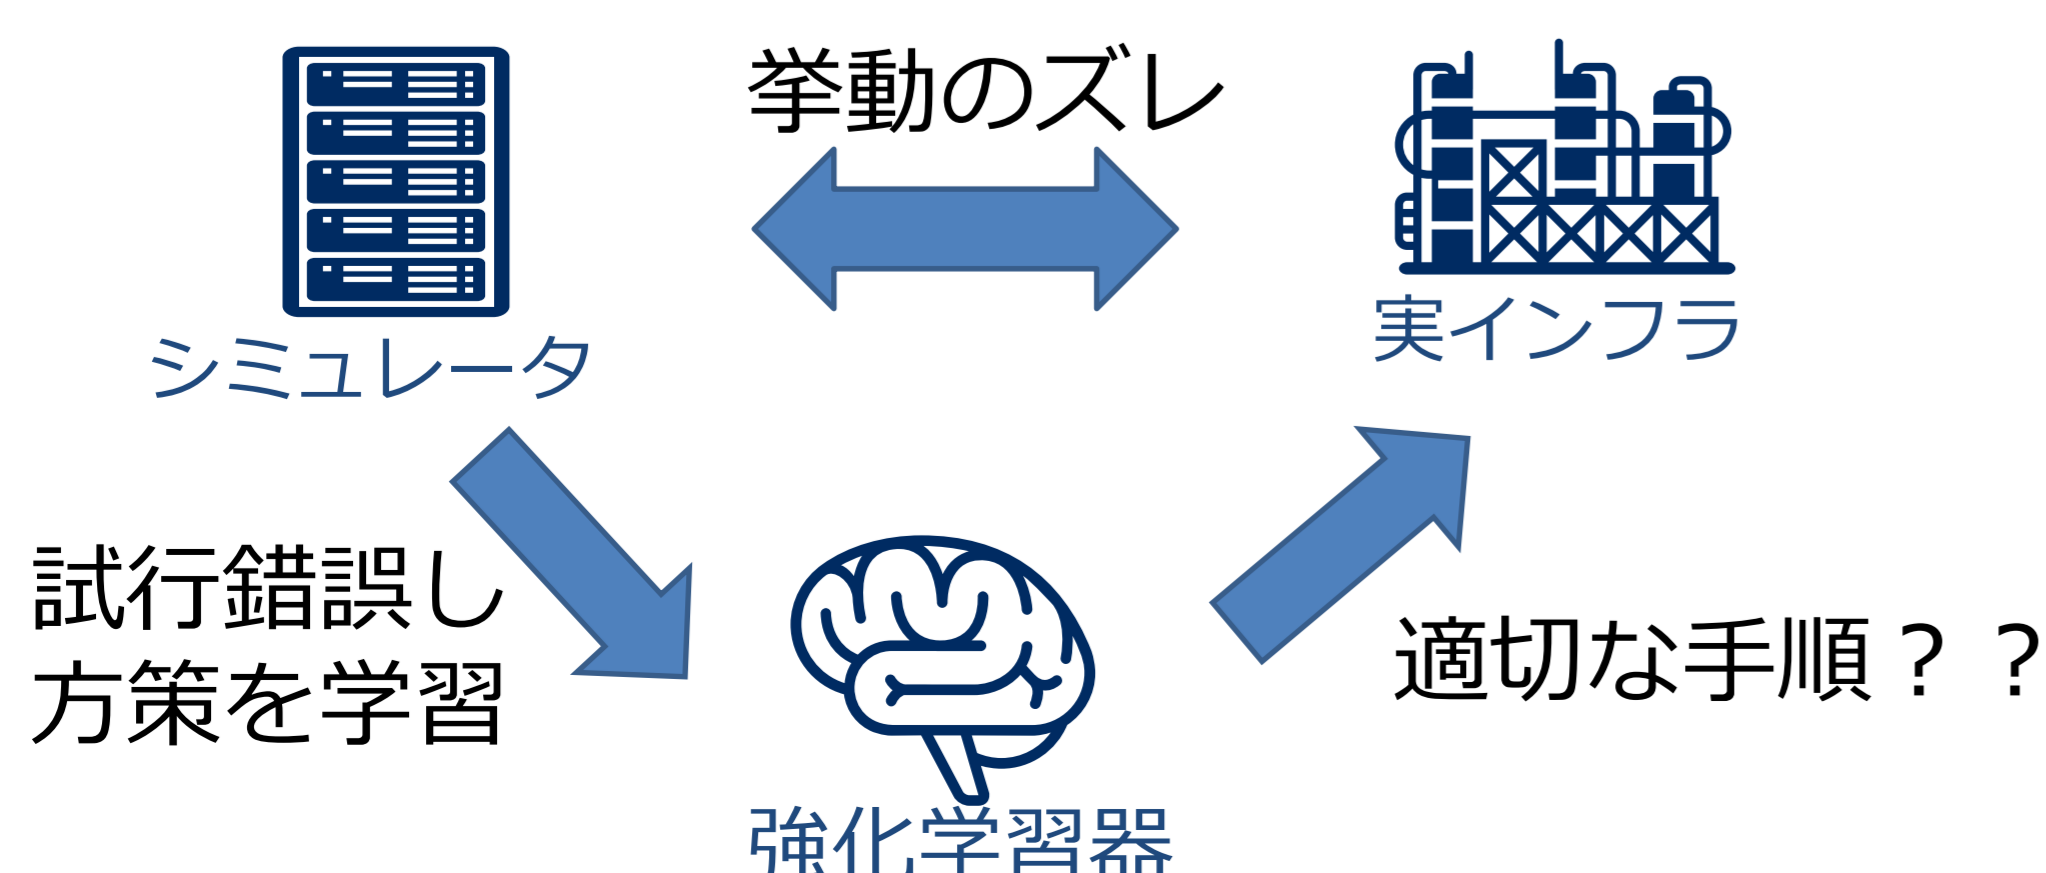 挙動のズレ
シミュレータ
実インフラ
試行錯誤し
方策を学習
適切な手順？？
強化学習器